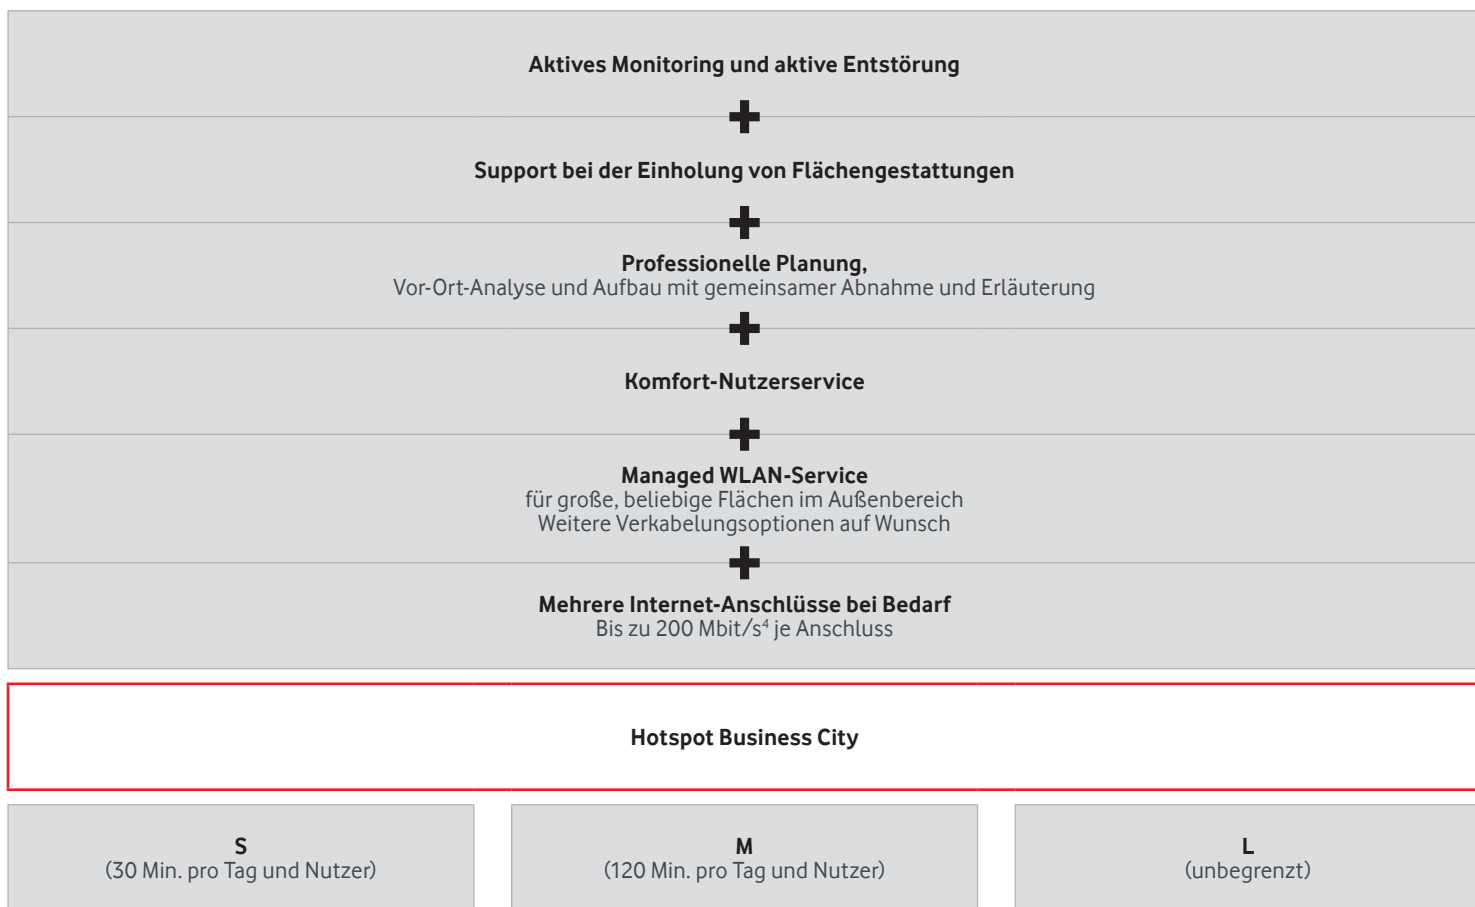 Aktives Monitoring und aktive Entstörung
Support bei der Einholung von Flächengestattungen
Professionelle Planung,
Vor-Ort-Analyse und Aufbau mit gemeinsamer Abnahme und Erläuterung
Komfort-Nutzerservice
Managed WLAN-Service
für große, beliebige Flächen im Außenbereich
Weitere Verkabelungsoptionen auf Wunsch
Mehrere Internet-Anschlüsse bei Bedarf
Bis zu 200 Mbit/s⁴ je Anschluss
Hotspot Business City
S
(30 Min. pro Tag und Nutzer)
M
(120 Min. pro Tag und Nutzer)
L
(unbegrenzt)